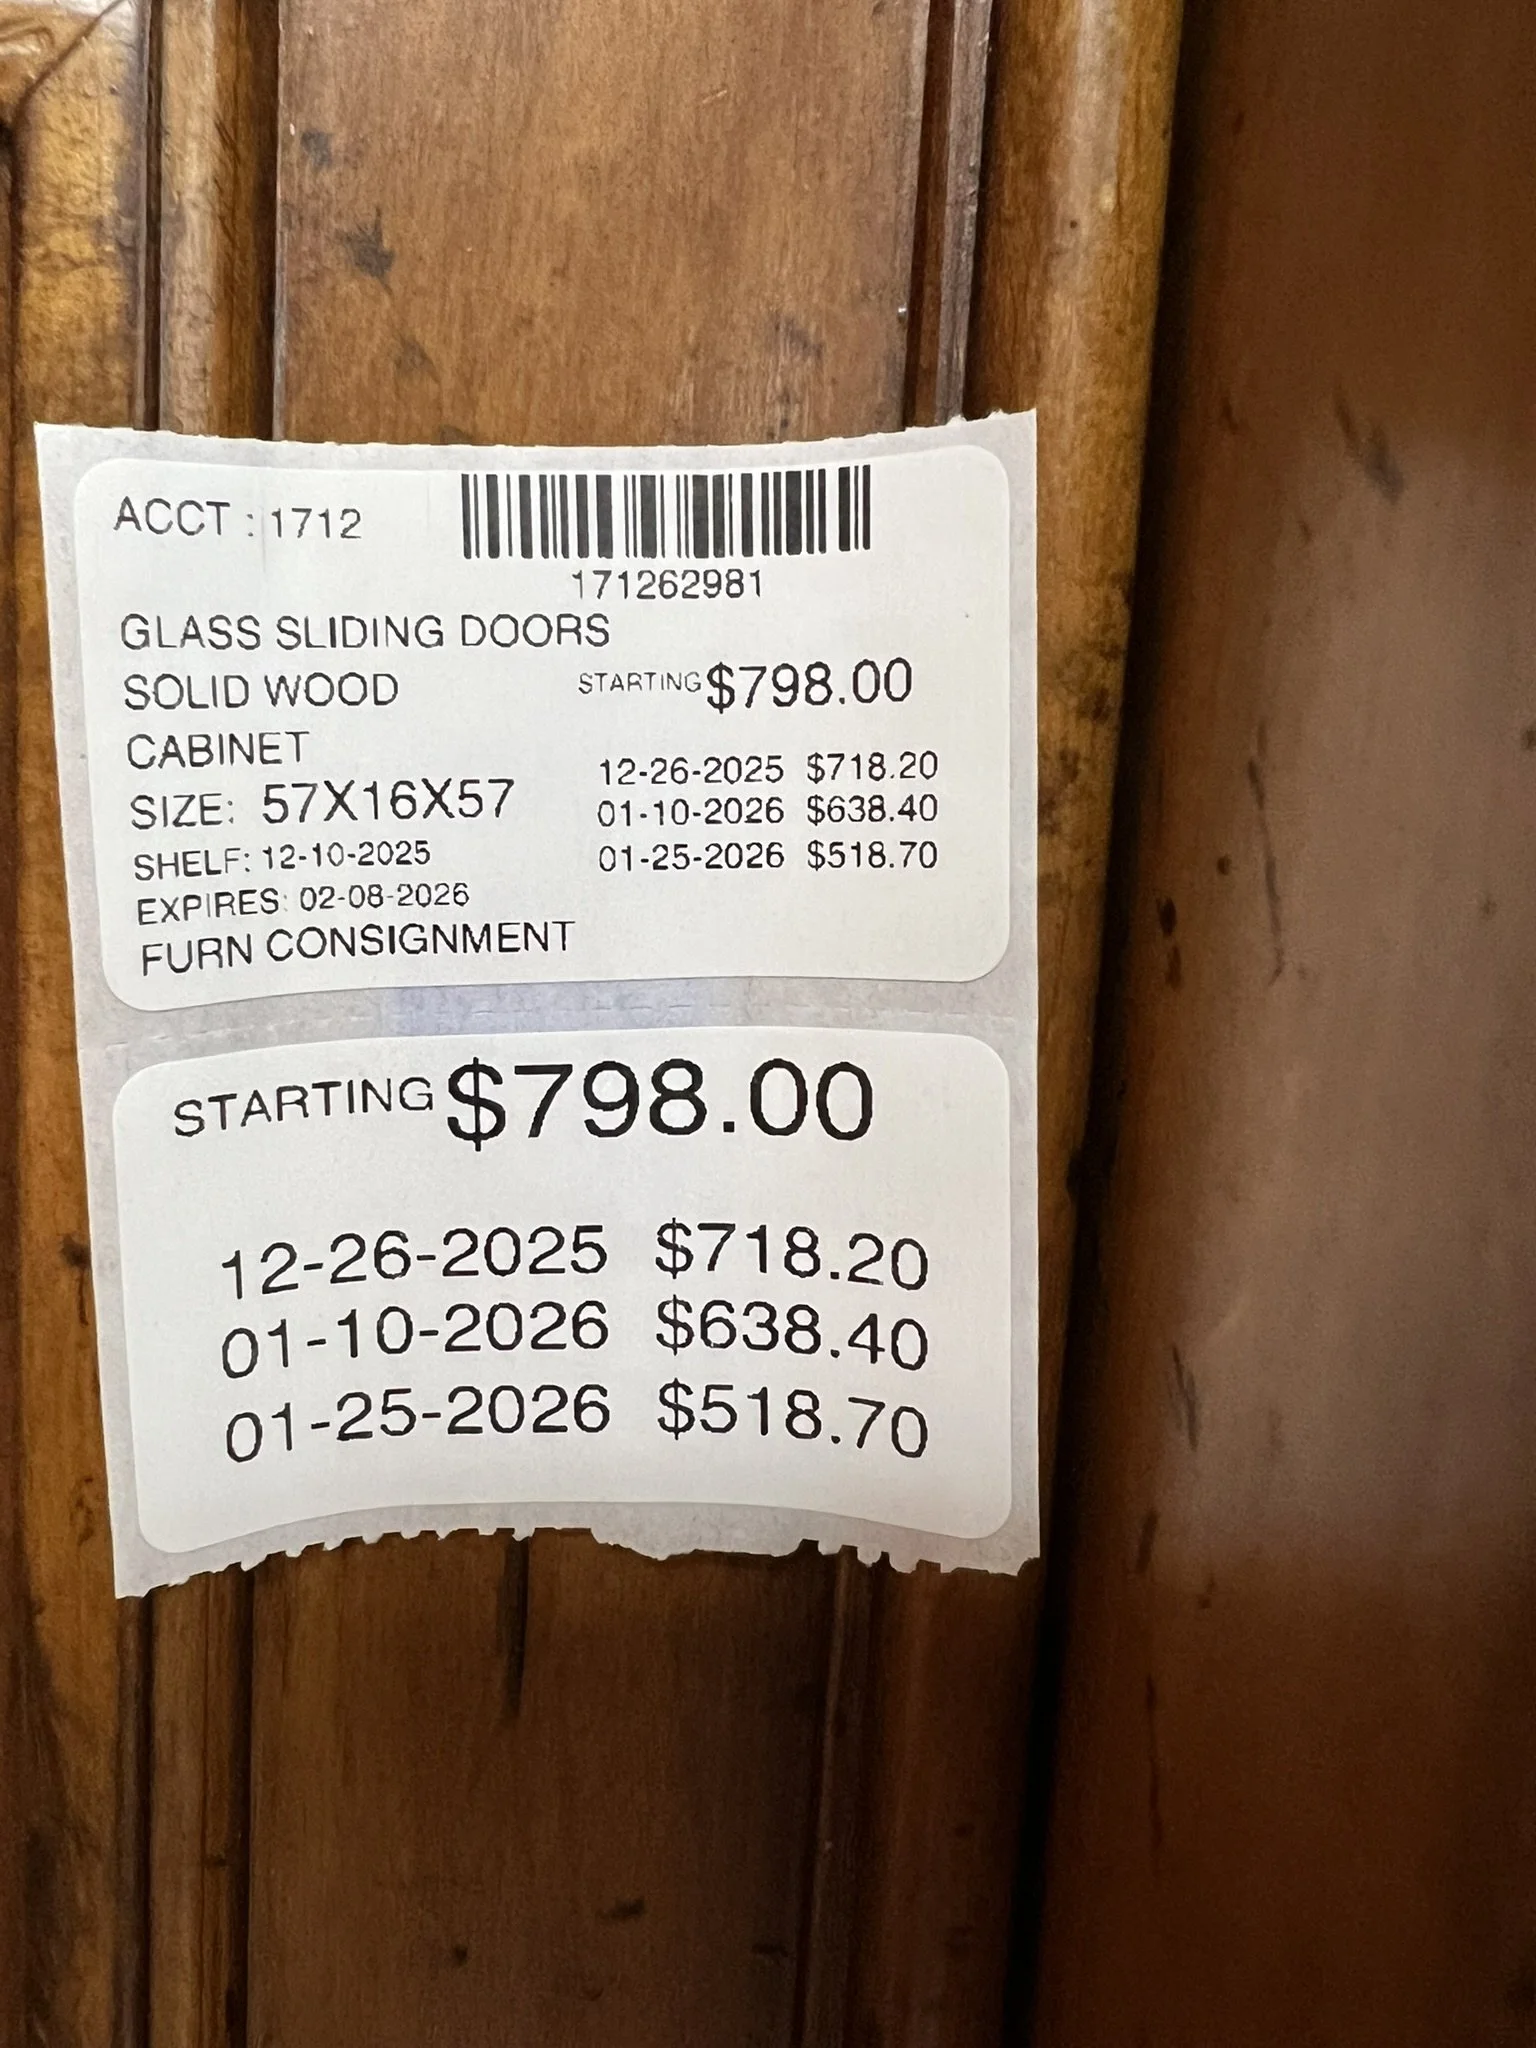 ACCT : 1712
171262981
GLASS SLIDING DOORS
SOLID WOOD
CABINET
SIZE: 57X16X57
SHELF: 12-10-2025
EXPIRES: 02-08-2026
FURN CONSIGNMENT
STARTING $798.00
12-26-2025 $718.20
01-10-2026 $638.40
01-25-2026 $518.70
STARTING $798.00
12-26-2025 $718.20
01-10-2026 $638.40
01-25-2026 $518.70